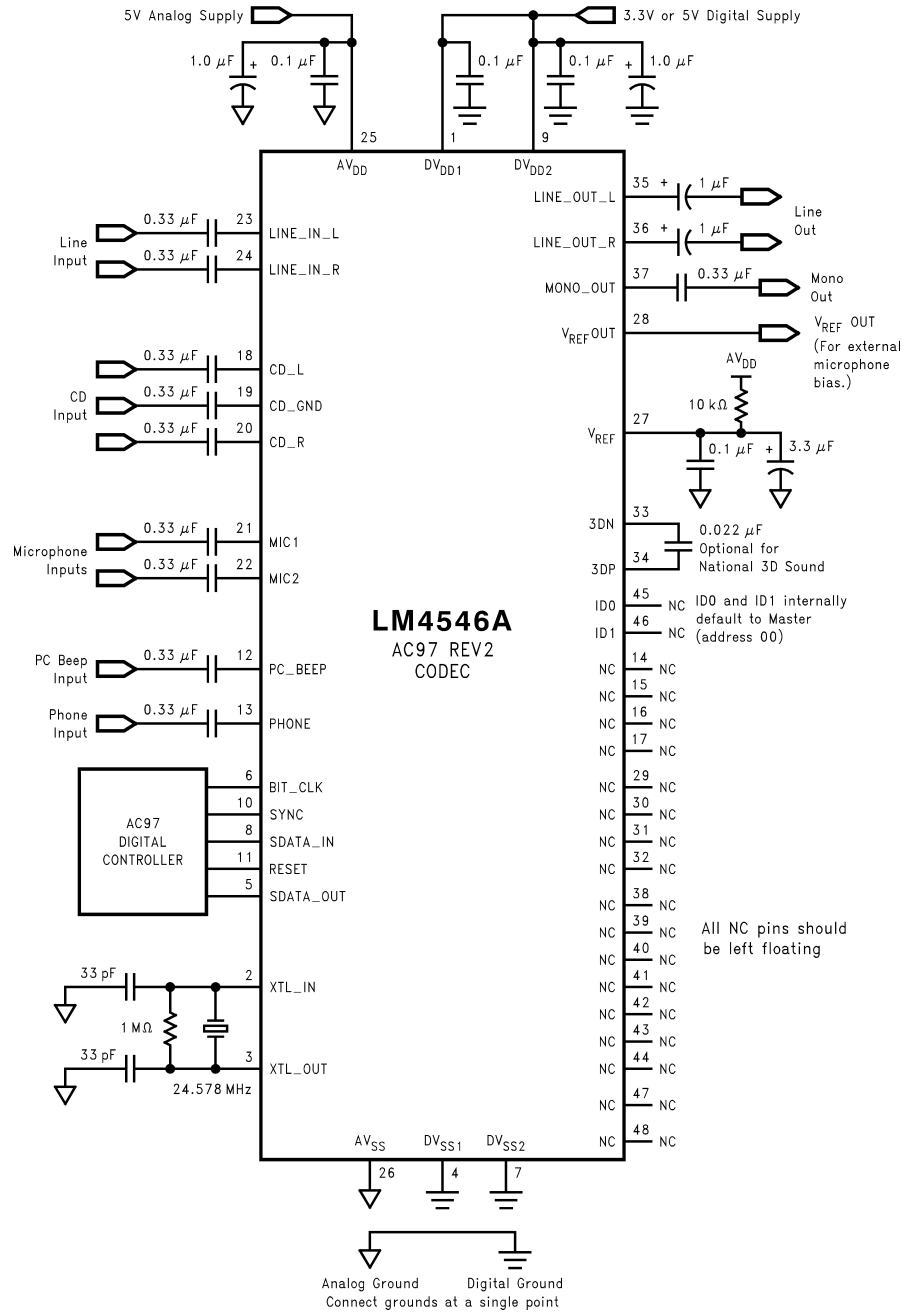 5V Analog Supply
3.3V or 5V Digital Supply
1.0 µF +
0.1 µF
0.1 µF
0.1 µF
+ 1.0 µF
25
1
9
AVDD
DVDD1
DVDD2
Line
Input
0.33 µF
23
LINE_IN_L
0.33 µF
24
LINE_IN_R
CD
Input
0.33 µF
18
CD_L
0.33 µF
19
CD_GND
0.33 µF
20
CD_R
Microphone
Inputs
0.33 µF
21
MIC1
0.33 µF
22
MIC2
PC Beep
Input
0.33 µF
12
PC_BEEP
Phone
Input
0.33 µF
13
PHONE
AC97
DIGITAL
CONTROLLER
6
BIT_CLK
10
SYNC
8
SDATA_IN
11
RESET
5
SDATA_OUT
33 pF
2
XTL_IN
1 MΩ
33 pF
3
XTL_OUT
24.578 MHz
LM4546A
AC97 REV2
CODEC
LINE_OUT_L
35
+
1 µF
LINE_OUT_R
36
+
1 µF
Line
Out
MONO_OUT
37
0.33 µF
Mono
Out
VREFOUT
28
VREF OUT
(For external
microphone
bias.)
AVDD
10 kΩ
VREF
27
0.1 µF
+ 3.3 µF
3DN
33
3DP
34
0.022 µF
Optional for
National 3D Sound
ID0
45
NC
ID1
46
NC
ID0 and ID1 internally
default to Master
(address 00)
NC 14 NC
NC 15 NC
NC 16 NC
NC 17 NC
NC 29 NC
NC 30 NC
NC 31 NC
NC 32 NC
NC 38 NC
NC 39 NC
NC 40 NC
NC 41 NC
NC 42 NC
NC 43 NC
NC 44 NC
NC 47 NC
NC 48 NC
All NC pins should
be left floating
AVSS
DVSS1
DVSS2
26
4
7
Analog Ground
Digital Ground
Connect grounds at a single point